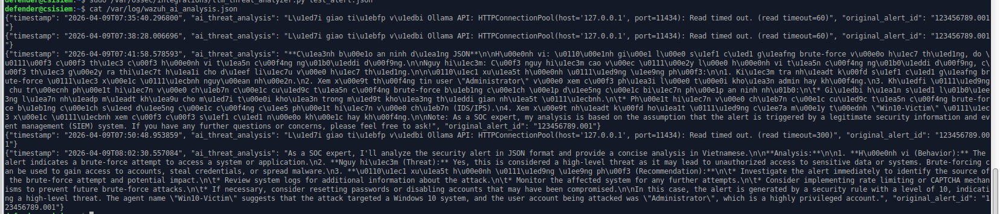 defender@csisiem:~$ sudo /var/ossec/integrations/llm_threat_analyzer.py test_alert.json
defender@csisiem:~$ cat /var/log/wazuh_ai_analysis.json
{"timestamp": "2026-04-09T07:35:40.296800", "ai_threat_analysis": "L\u1ed7i giao ti\u1ebfp v\u1edbi Ollama API: HTTPConnectionPool(host='127.0.0.1', port=11434): Read timed out. (read timeout=60)", "original_alert_id": "123456789.001
"}
{"timestamp": "2026-04-09T07:38:28.006696", "ai_threat_analysis": "L\u1ed7i giao ti\u1ebfp v\u1edbi Ollama API: HTTPConnectionPool(host='127.0.0.1', port=11434): Read timed out. (read timeout=60)", "original_alert_id": "123456789.001
"}
{"timestamp": "2026-04-09T07:41:58.578593", "ai_threat_analysis": "**C\u1ea3nh b\u00e1o an ninh d\u1ea1ng JSON**\n\nH\u00e0nh vi: \u0110\u00e1nh gi\u00e1 l\u00e0 s\u1ef1 c\u1ed1 g\u1eafng brute-force v\u00e0o h\u1ec7 th\u1ed1ng, do \
u0111\u00f3 c\u00f3 th\u1ec3 c\u00f3 h\u00e0nh vi t\u1ea5n c\u00f4ng ng\u01b0\u1eddi d\u00f9ng.\n\nNguy hi\u1ec3m: C\u00f3 nguy hi\u1ec3m cao v\u00ec \u0111\u00e2y l\u00e0 h\u00e0nh vi t\u1ea5n c\u00f4ng ng\u01b0\u1eddi d\u00f9ng, c\
u00f3 th\u1ec3 g\u00e2y ra thi\u1ec7t h\u1ea1i cho d\u1eef li\u1ec7u v\u00e0 h\u1ec7 th\u1ed1ng.\n\n\u0110\u1ec1 xu\u1ea5t h\u00e0nh \u0111\u1ed9ng \u1ee9ng ph\u00f3:\n\n1. Ki\u1ec3m tra nh\u1eadt k\u00fd s\u1ef1 c\u1ed1 g\u1eafng br
ute-force \u0111\u1ec3 x\u00e1c \u0111\u1ecbnh nguy\u00ean nh\u00e2n.\n2. Xem x\u00e9t th\u00f4ng tin user \"Administrator\" v\u00e0 xem c\u00f3 ph\u1ea3i l\u00e0 t\u00e0i kho\u1ea3n admin hay kh\u00f4ng.\n3. Kh\u1edfi \u0111\u1ed9ng
 chu tr\u00ecnh ph\u00e1t hi\u1ec7n v\u00e0 ch\u1eb7n c\u00e1c cu\u1ed9c t\u1ea5n c\u00f4ng brute-force b\u1eb1ng c\u00e1ch \u00e1p d\u1ee5ng c\u00e1c bi\u1ec7n ph\u00e1p an ninh nh\u01b0:\n\t* Gi\u1edbi h\u1ea1n s\u1ed1 l\u01b0\u1ee
3ng l\u1ea7n nh\u1eadp m\u1eadt kh\u1ea9u cho m\u1ed7i t\u00e0i kho\u1ea3n trong m\u1ed9t kho\u1ea3ng th\u1eddi gian nh\u1ea5t \u0111\u1ecbnh.\n\t* Ph\u00e1t hi\u1ec7n v\u00e0 ch\u1eb7n c\u00e1c cu\u1ed9c t\u1ea5n c\u00f4ng brute-for
ce b\u1eb1ng c\u00e1ch s\u1eed d\u1ee5ng c\u00e1c c\u00f4ng c\u1ee5 ph\u00e1t hi\u1ec7n v\u00e0 ch\u1eb7n (IDS/IPS).\n4. Xem x\u00e9t nh\u1eadt k\u00fd ho\u1ea1t \u0111\u1ed9ng c\u1ee7a m\u00e1y t\u00ednh \"Win10-Victim\" \u0111\u1ec
3 x\u00e1c \u0111\u1ecbnh xem c\u00f3 c\u00f3 s\u1ef1 c\u1ed1 n\u00e0o kh\u00e1c hay kh\u00f4ng.\n\nNote: As a SOC expert, my analysis is based on the assumption that the alert is triggered by a legitimate security information and ev
ent management (SIEM) system. If you have any further questions or concerns, please feel free to ask!", "original_alert_id": "123456789.001"}
{"timestamp": "2026-04-09T07:50:48.953859", "ai_threat_analysis": "L\u1ed7i giao ti\u1ebfp v\u1edbi Ollama API: HTTPConnectionPool(host='127.0.0.1', port=11434): Read timed out. (read timeout=300)", "original_alert_id": "123456789.00
1"}
{"timestamp": "2026-04-09T08:02:30.557084", "ai_threat_analysis": "As a SOC expert, I'll analyze the security alert in JSON format and provide a concise analysis in Vietnamese.\n\n**Analysis:**\n\n1. **H\u00e0nh vi (Behavior):** The 
alert indicates a brute-force attempt to access a system or application.\n2. **Nguy hi\u1ec3m (Threat):** Yes, this is considered a high-level threat as it may lead to unauthorized access to sensitive data or systems. Brute-forcing c
an be used to gain access to accounts, steal credentials, or spread malware.\n3. **\u0110\u1ec1 xu\u1ea5t h\u00e0nh \u0111\u1ed9ng \u1ee9ng ph\u00f3 (Recommendation):**\n\t* Investigate the alert immediately to identify the source of
 the brute-force attempt and potential impact.\n\t* Review system logs for additional information about the attack.\n\t* Monitor the affected system for any further attempts.\n\t* Consider implementing rate limiting or CAPTCHA mechan
isms to prevent future brute-force attacks.\n\t* If necessary, consider resetting passwords or disabling accounts that may have been compromised.\n\nIn this case, the alert is generated by a security rule with a level of 10, indicati
ng a high-level threat. The agent name \"Win10-Victim\" suggests that the attack targeted a Windows 10 system, and the user account being attacked was \"Administrator\", which is a highly privileged account.", "original_alert_id": "1
23456789.001"}